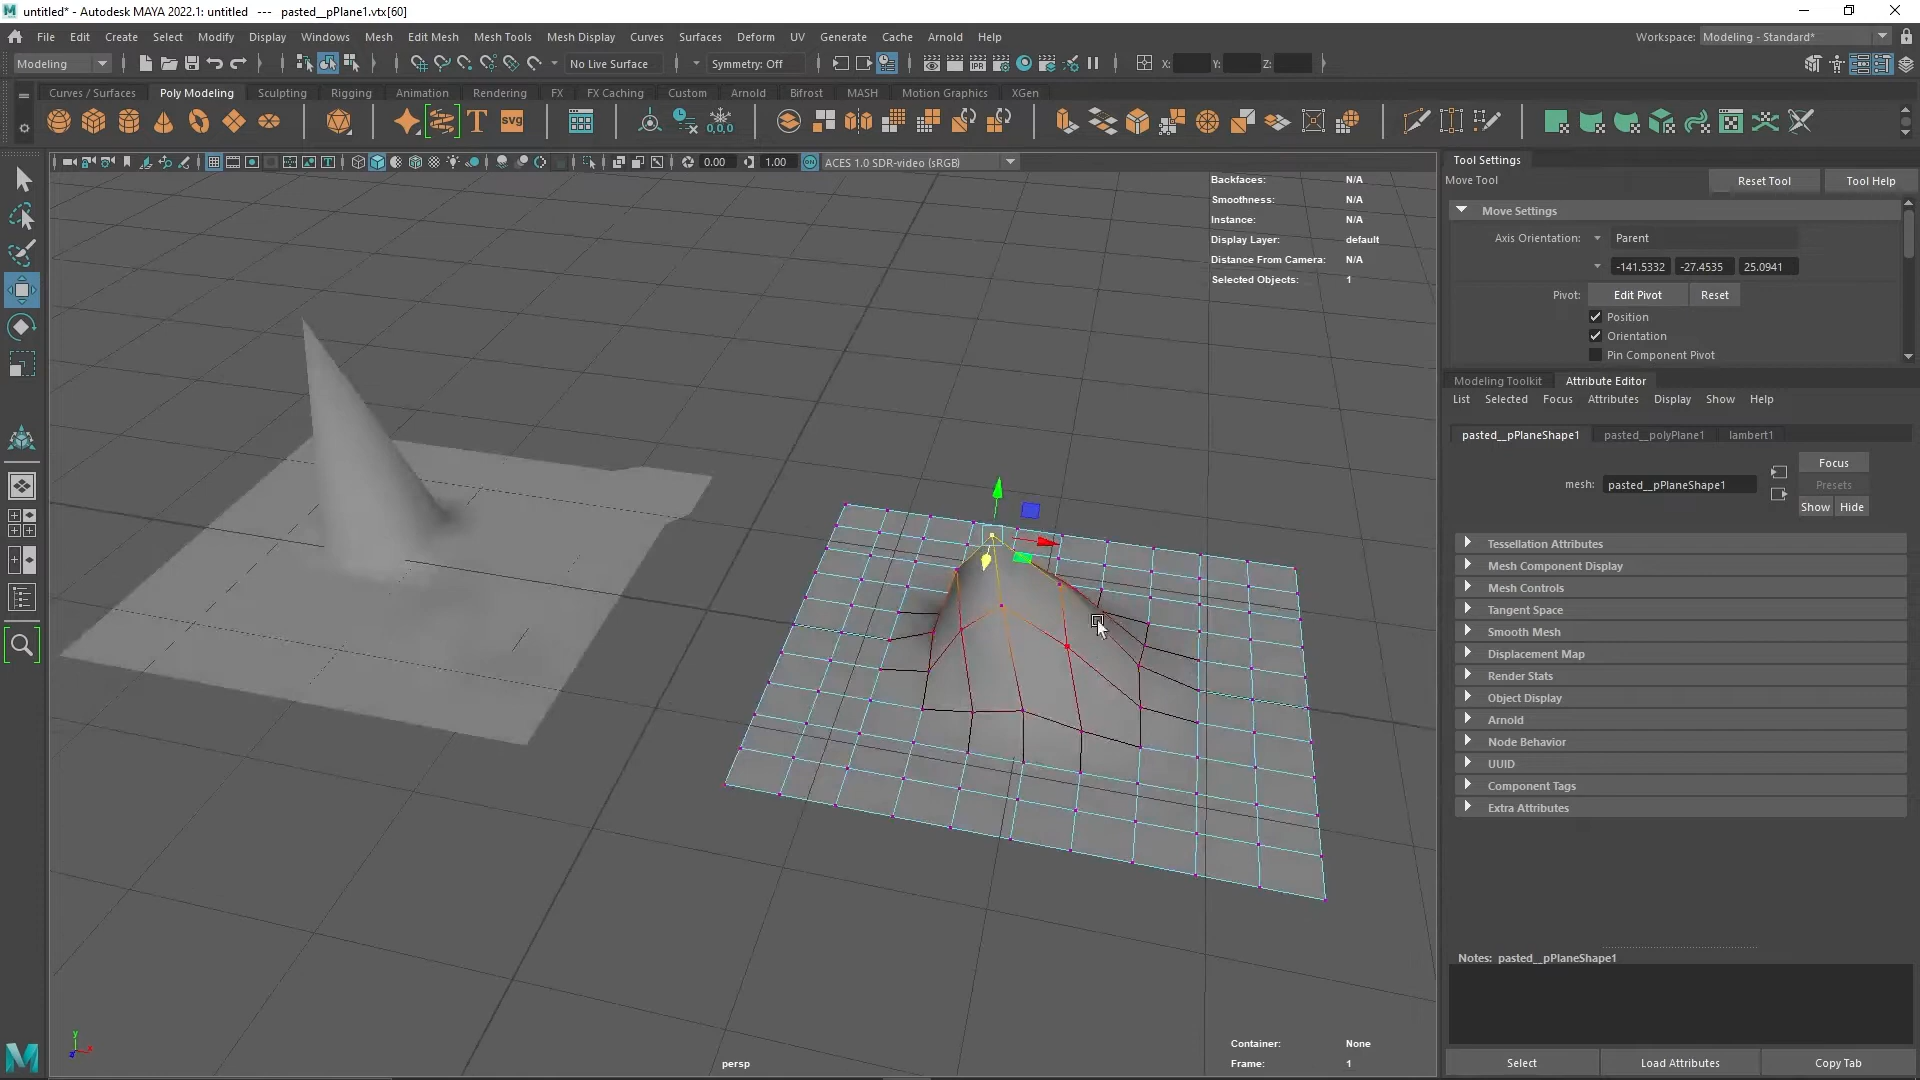 untitled* - Autodesk MAYA 2022.1: untitled   ---   pasted__pPlane1.vtx[60]
File Edit Create Select Modify Display Windows Mesh Edit Mesh Mesh Tools Mesh Display Curves Surfaces Deform UV Generate Cache Arnold Help
Workspace: Modeling - Standard*
Modeling
No Live Surface
Symmetry: Off
X: Y: Z:
Curves / Surfaces Poly Modeling Sculpting Rigging Animation Rendering FX FX Caching Custom Arnold Bifrost MASH Motion Graphics XGen
T
svg
0,0,0
IPR
0.00
1.00
ACES 1.0 SDR-video (sRGB)
Backfaces: N/A
Smoothness: N/A
Instance: N/A
Display Layer: default
Distance From Camera: N/A
Selected Objects: 1
Container: None
Frame: 1
persp
y
x
z
M
Tool Settings
Move Tool
Reset Tool
Tool Help
Move Settings
Axis Orientation: Parent
-141.5332 -27.4535 25.0941
Pivot: Edit Pivot Reset
Position
Orientation
Pin Component Pivot
Modeling Toolkit Attribute Editor
List Selected Focus Attributes Display Show Help
pasted__pPlaneShape1 pasted__polyPlane1 lambert1
Focus
mesh: pasted__pPlaneShape1
Presets
Show Hide
Tessellation Attributes
Mesh Component Display
Mesh Controls
Tangent Space
Smooth Mesh
Displacement Map
Render Stats
Object Display
Arnold
Node Behavior
UUID
Component Tags
Extra Attributes
Notes: pasted__pPlaneShape1
Select
Load Attributes
Copy Tab